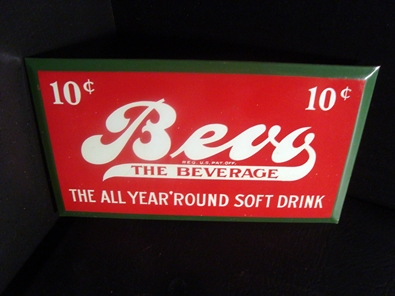 10¢ 10¢
Bevo
REG. U.S. PAT. OFF.
THE BEVERAGE
THE ALL YEAR'ROUND SOFT DRINK